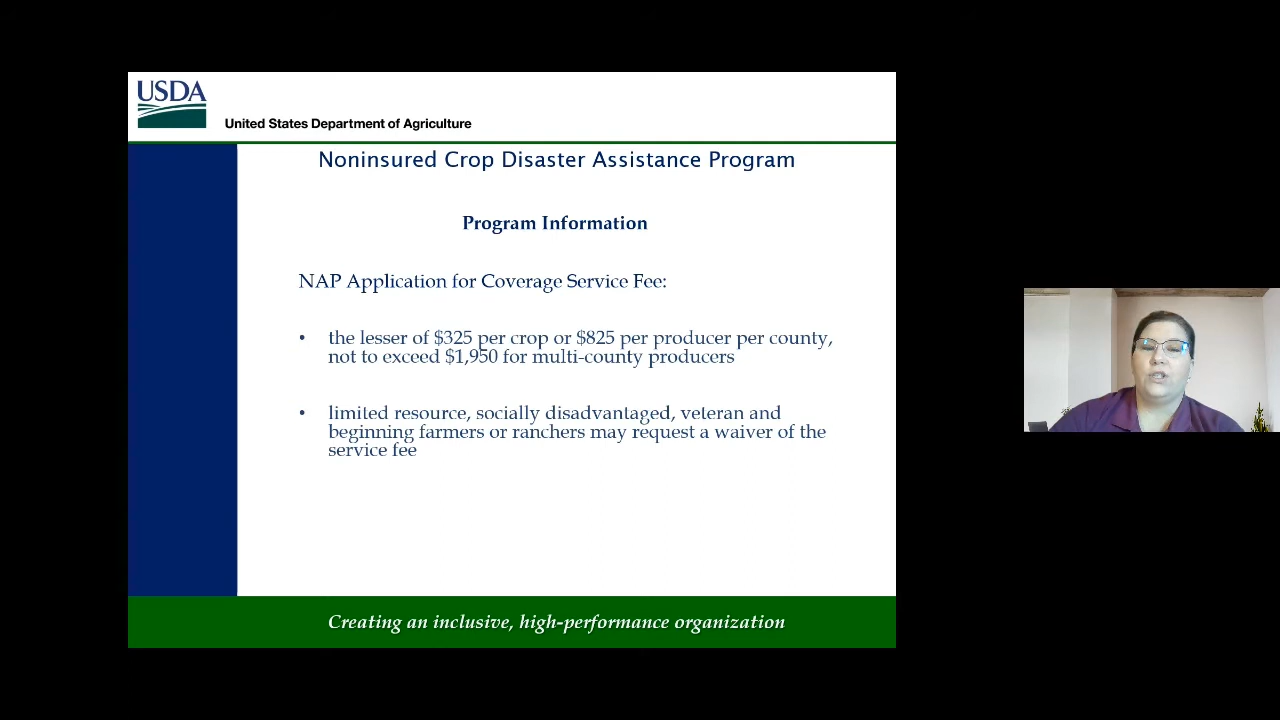 USDA
United States Department of Agriculture
Noninsured Crop Disaster Assistance Program
Program Information
NAP Application for Coverage Service Fee:
• the lesser of $325 per crop or $825 per producer per county,
not to exceed $1,950 for multi-county producers
• limited resource, socially disadvantaged, veteran and
beginning farmers or ranchers may request a waiver of the
service fee
Creating an inclusive, high-performance organization